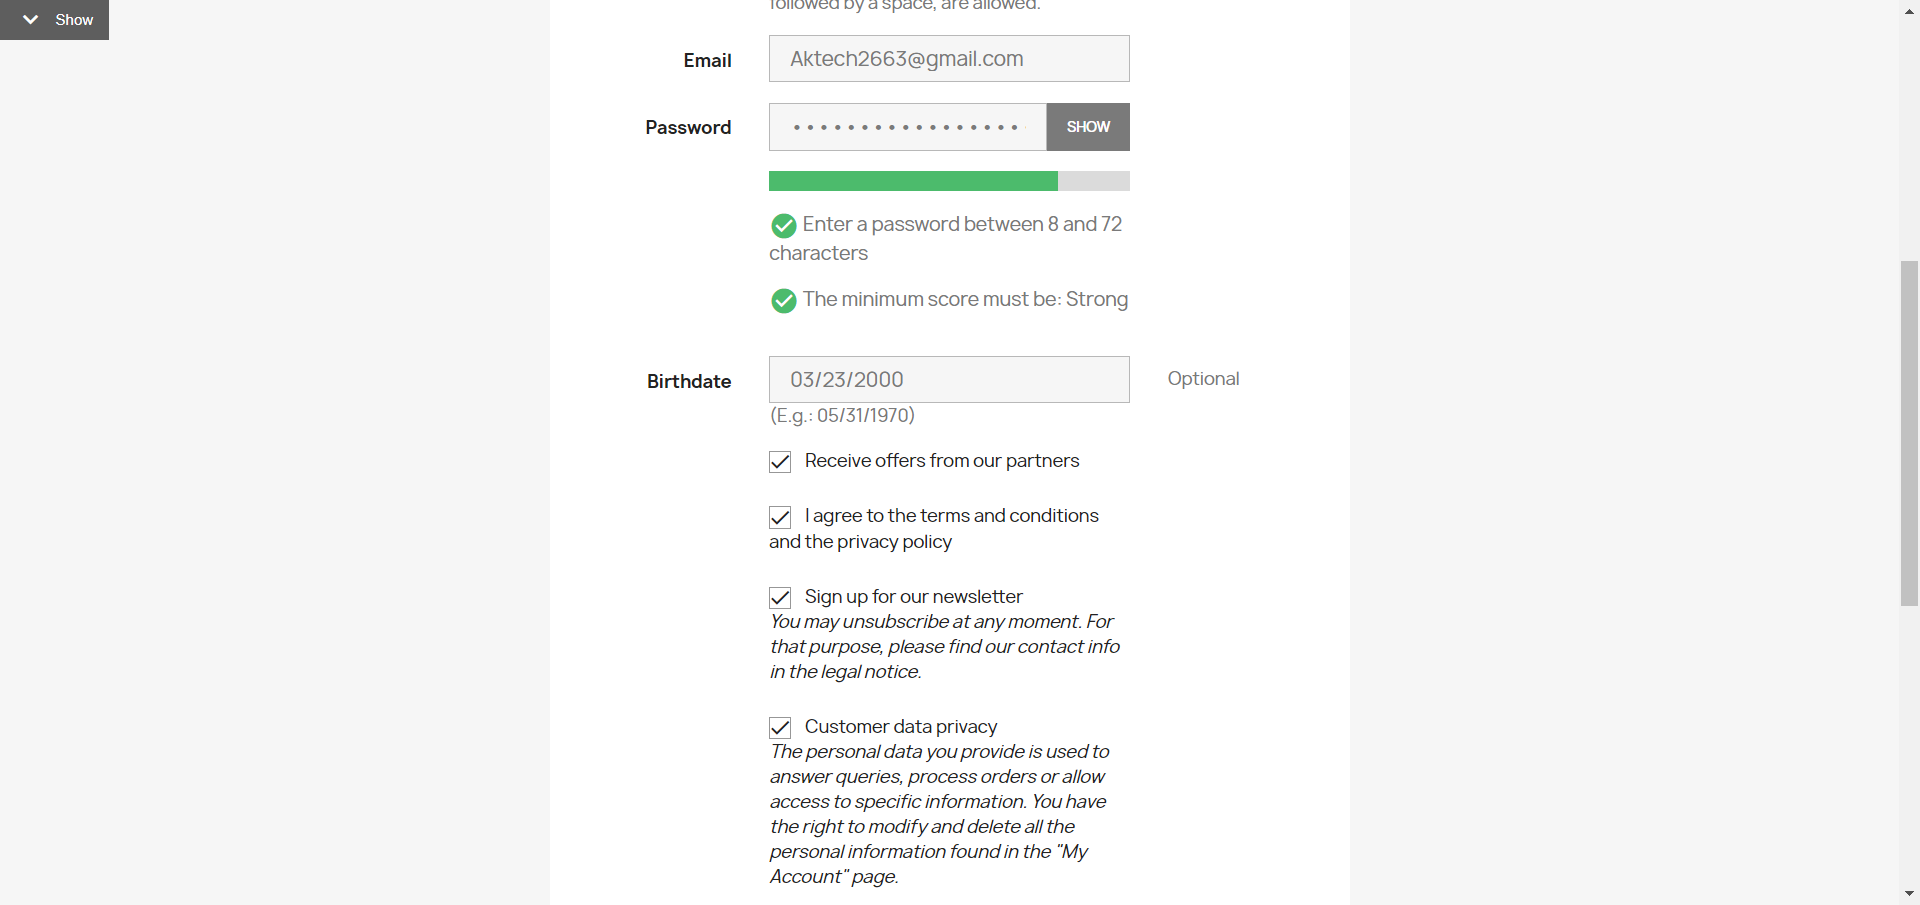 Show
followed by a space, are allowed.
Email
Aktech2663@gmail.com
Password
SHOW
Enter a password between 8 and 72
characters
The minimum score must be: Strong
Birthdate
03/23/2000
Optional
(E.g.: 05/31/1970)
Receive offers from our partners
I agree to the terms and conditions
and the privacy policy
Sign up for our newsletter
You may unsubscribe at any moment. For
that purpose, please find our contact info
in the legal notice.
Customer data privacy
The personal data you provide is used to
answer queries, process orders or allow
access to specific information. You have
the right to modify and delete all the
personal information found in the "My
Account" page.